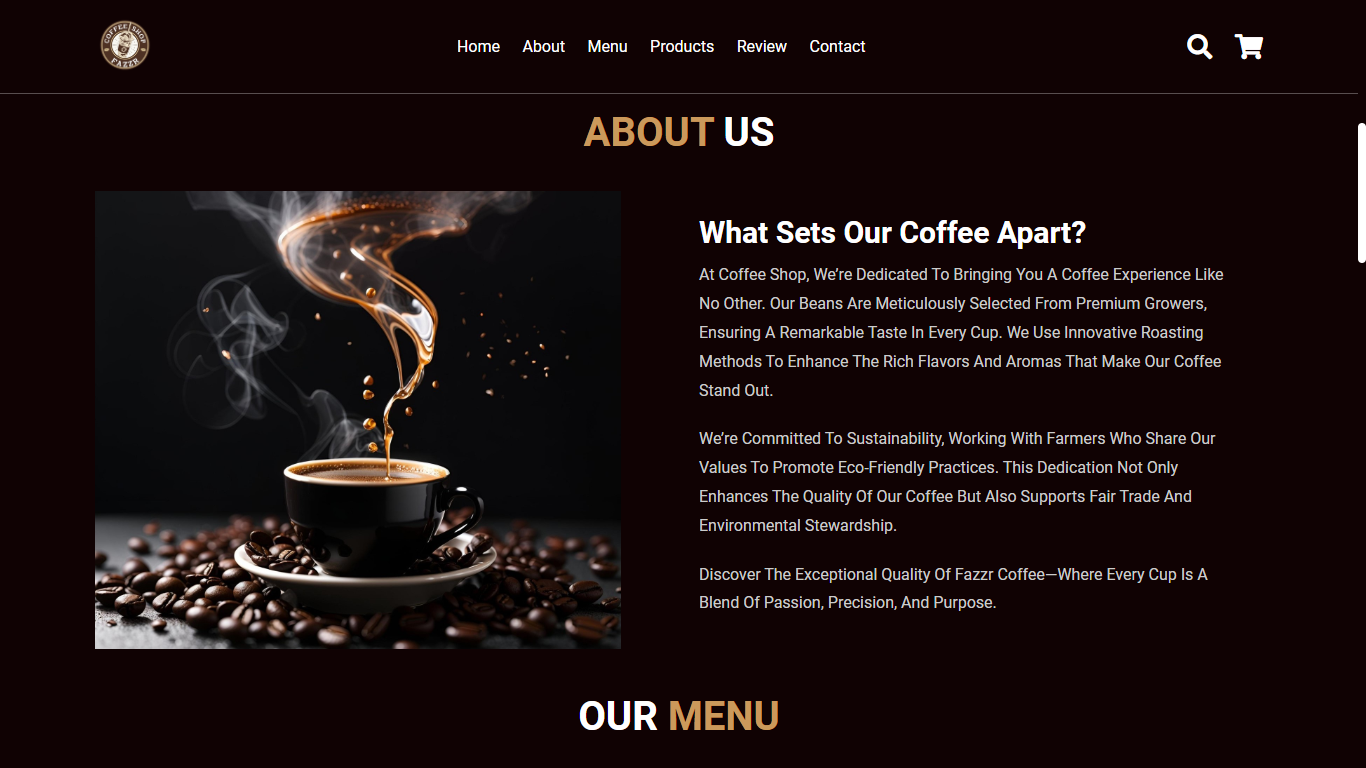 COFFEE SHOP
FAZZR
Home About Menu Products Review Contact
ABOUT US
What Sets Our Coffee Apart?
At Coffee Shop, We’re Dedicated To Bringing You A Coffee Experience Like
No Other. Our Beans Are Meticulously Selected From Premium Growers,
Ensuring A Remarkable Taste In Every Cup. We Use Innovative Roasting
Methods To Enhance The Rich Flavors And Aromas That Make Our Coffee
Stand Out.
We’re Committed To Sustainability, Working With Farmers Who Share Our
Values To Promote Eco-Friendly Practices. This Dedication Not Only
Enhances The Quality Of Our Coffee But Also Supports Fair Trade And
Environmental Stewardship.
Discover The Exceptional Quality Of Fazzr Coffee—Where Every Cup Is A
Blend Of Passion, Precision, And Purpose.
OUR MENU